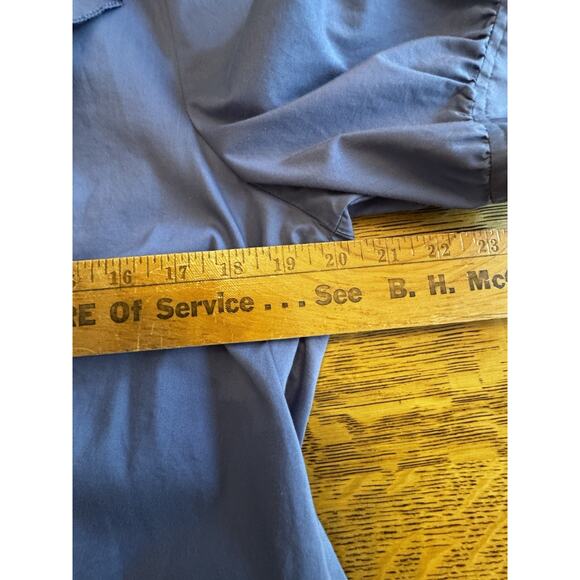 16 17 18 19 20 21 22 23
RE Of Service . . . See B. H. Mc